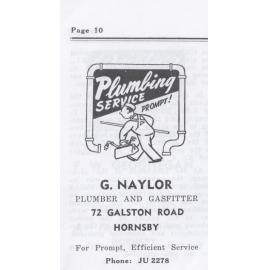 Page 10
Plumbing
SERVICE
PROMPT!
G. NAYLOR
PLUMBER AND GASFITTER
72 GALSTON ROAD
HORNSBY
For Prompt, Efficient Service
Phone: JU 2278